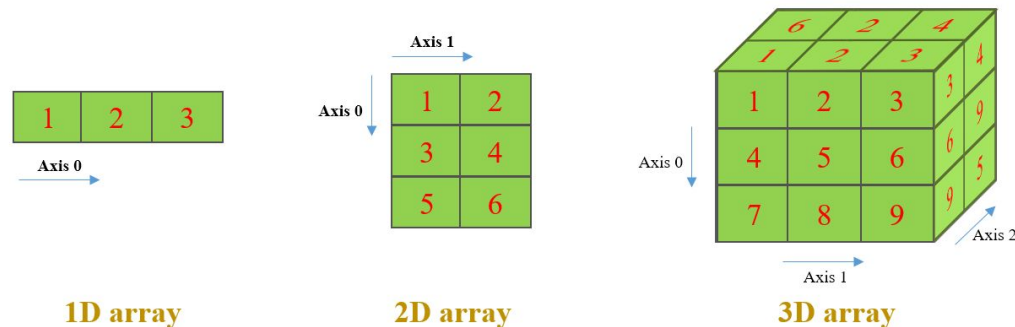 1 2 3
Axis 0
1D array
Axis 1
Axis 0
1 2
3 4
5 6
2D array
6 2 4
1 2 3
1 2 3
4 5 6
7 8 9
3 4
6 9
9 5
Axis 0
Axis 1
Axis 2
3D array